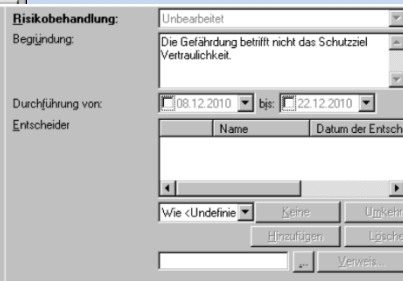 Risikobehandlung: Unbearbeitet
Begründung: Die Gefährdung betrifft nicht das Schutzziel
Vertraulichkeit.
Durchführung von: 08.12.2010 bis: 22.12.2010
Entscheider
Name Datum der Entsch
Wie <Undefinie Keine Umkehr
Hinzufügen Lösche
... Verweis...